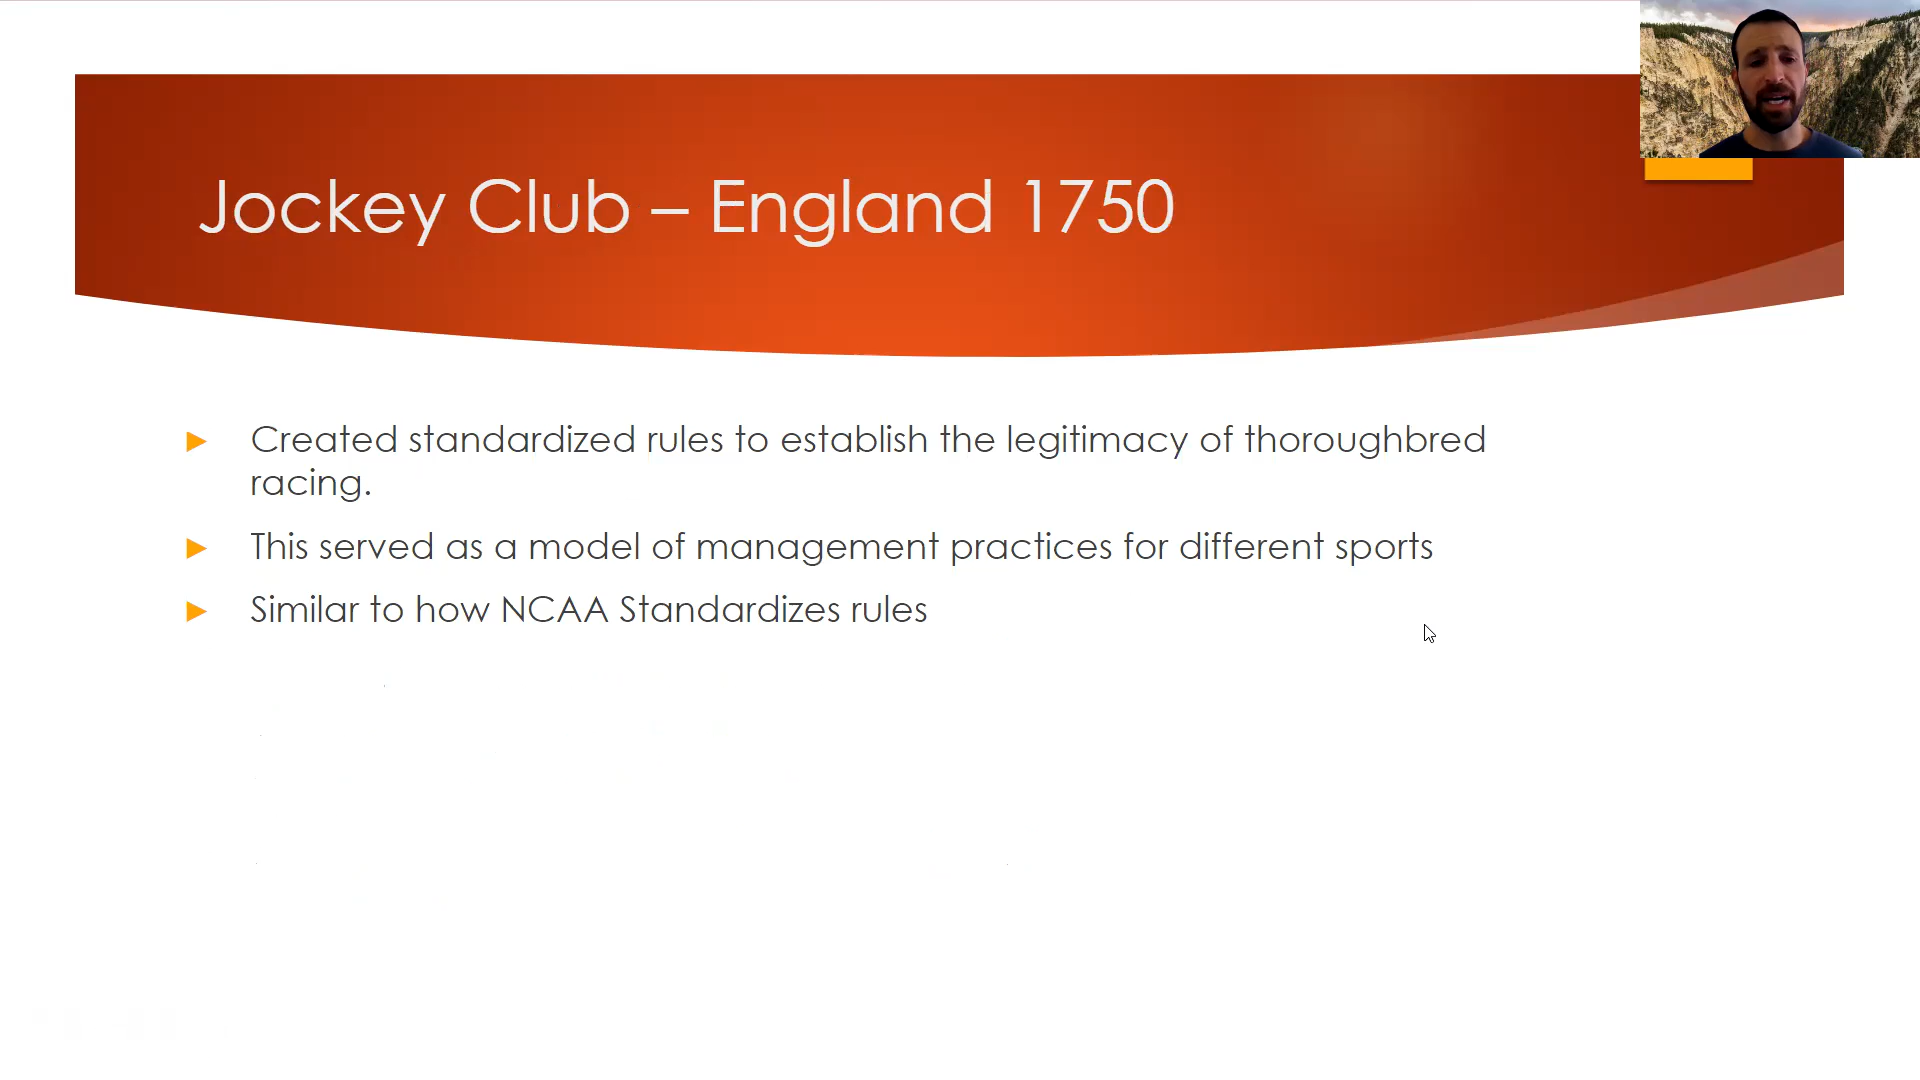 Jockey Club – England 1750
Created standardized rules to establish the legitimacy of thoroughbred
racing.
This served as a model of management practices for different sports
Similar to how NCAA Standardizes rules